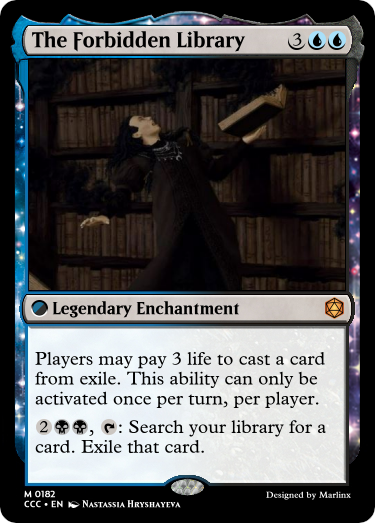 The Forbidden Library 3
Legendary Enchantment
Players may pay 3 life to cast a card
from exile. This ability can only be
activated once per turn, per player.
2, : Search your library for a
card. Exile that card.
M 0182
CCC • EN Nastassia Hryshayeva
Designed by Marlinx